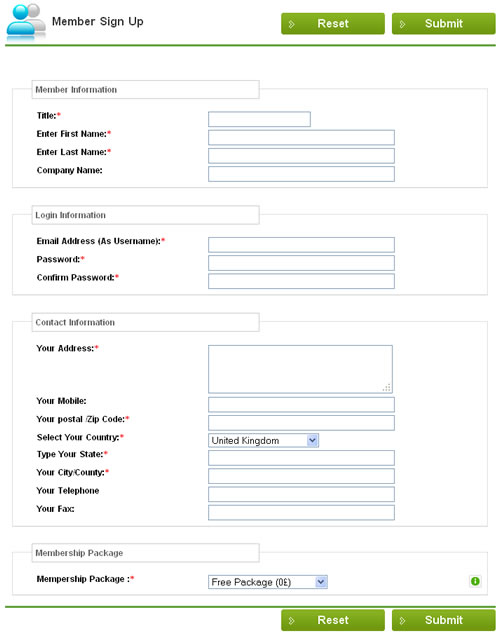 Member Sign Up
Reset
Submit
Member Information
Title:*
Enter First Name:*
Enter Last Name:*
Company Name:
Login Information
Email Address (As Username):*
Password:*
Confirm Password:*
Contact Information
Your Address:*
Your Mobile:
Your postal /Zip Code:*
Select Your Country:* United Kingdom
Type Your State:*
Your City/County:*
Your Telephone
Your Fax:
Membership Package
Mempership Package :* Free Package (0£)
Reset
Submit